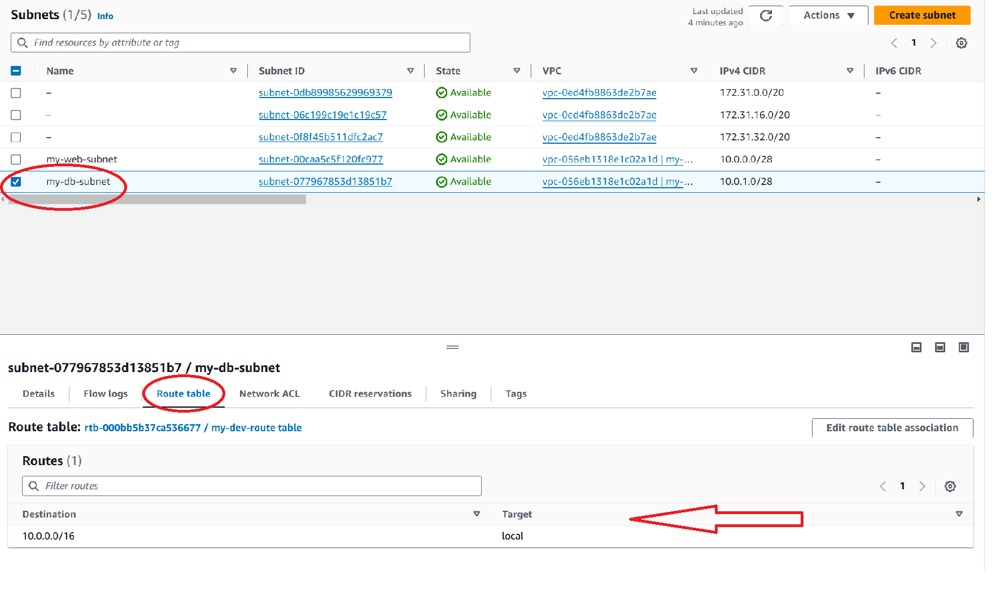 Subnets (1/5) Info
Last updated
4 minutes ago
Actions
Create subnet
Find resources by attribute or tag
1
Name Subnet ID State VPC IPv4 CIDR IPv6 CIDR
– subnet-0db89985629969379 Available vpc-0ed4fb8863de2b7ae 172.31.0.0/20 –
– subnet-06c199c19e1c19c57 Available vpc-0ed4fb8863de2b7ae 172.31.16.0/20 –
– subnet-0f8f45b511dfc2ac7 Available vpc-0ed4fb8863de2b7ae 172.31.32.0/20 –
my-web-subnet subnet-00caa5c5f120fc977 Available vpc-056eb1318e1c02a1d | my-... 10.0.0.0/28 –
my-db-subnet subnet-077967853d13851b7 Available vpc-056eb1318e1c02a1d | my-... 10.0.1.0/28 –
subnet-077967853d13851b7 / my-db-subnet
Details Flow logs Route table Network ACL CIDR reservations Sharing Tags
Route table: rtb-000bb5b37ca536677 / my-dev-route table
Edit route table association
Routes (1)
Filter routes
1
Destination Target
10.0.0.0/16 local